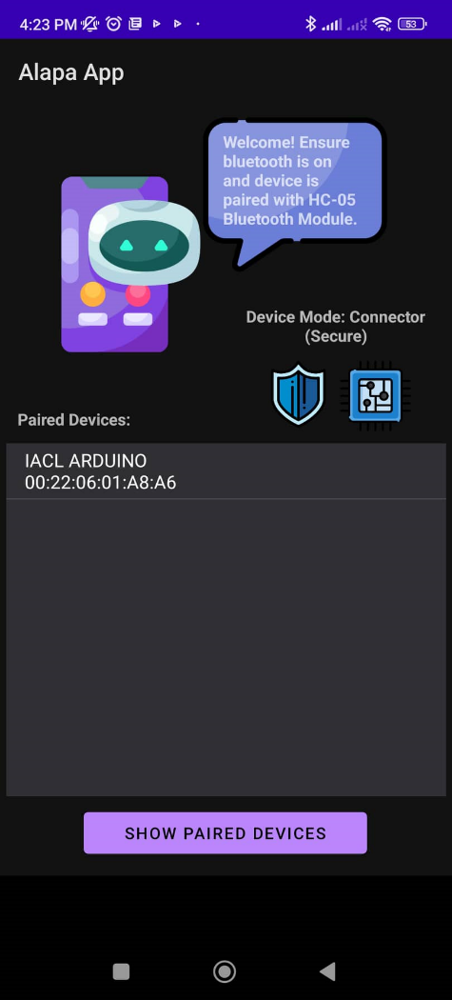 4:23 PM
53
Alapa App
Welcome! Ensure
bluetooth is on
and device is
paired with HC-05
Bluetooth Module.
Device Mode: Connector
(Secure)
Paired Devices:
IACL ARDUINO
00:22:06:01:A8:A6
SHOW PAIRED DEVICES